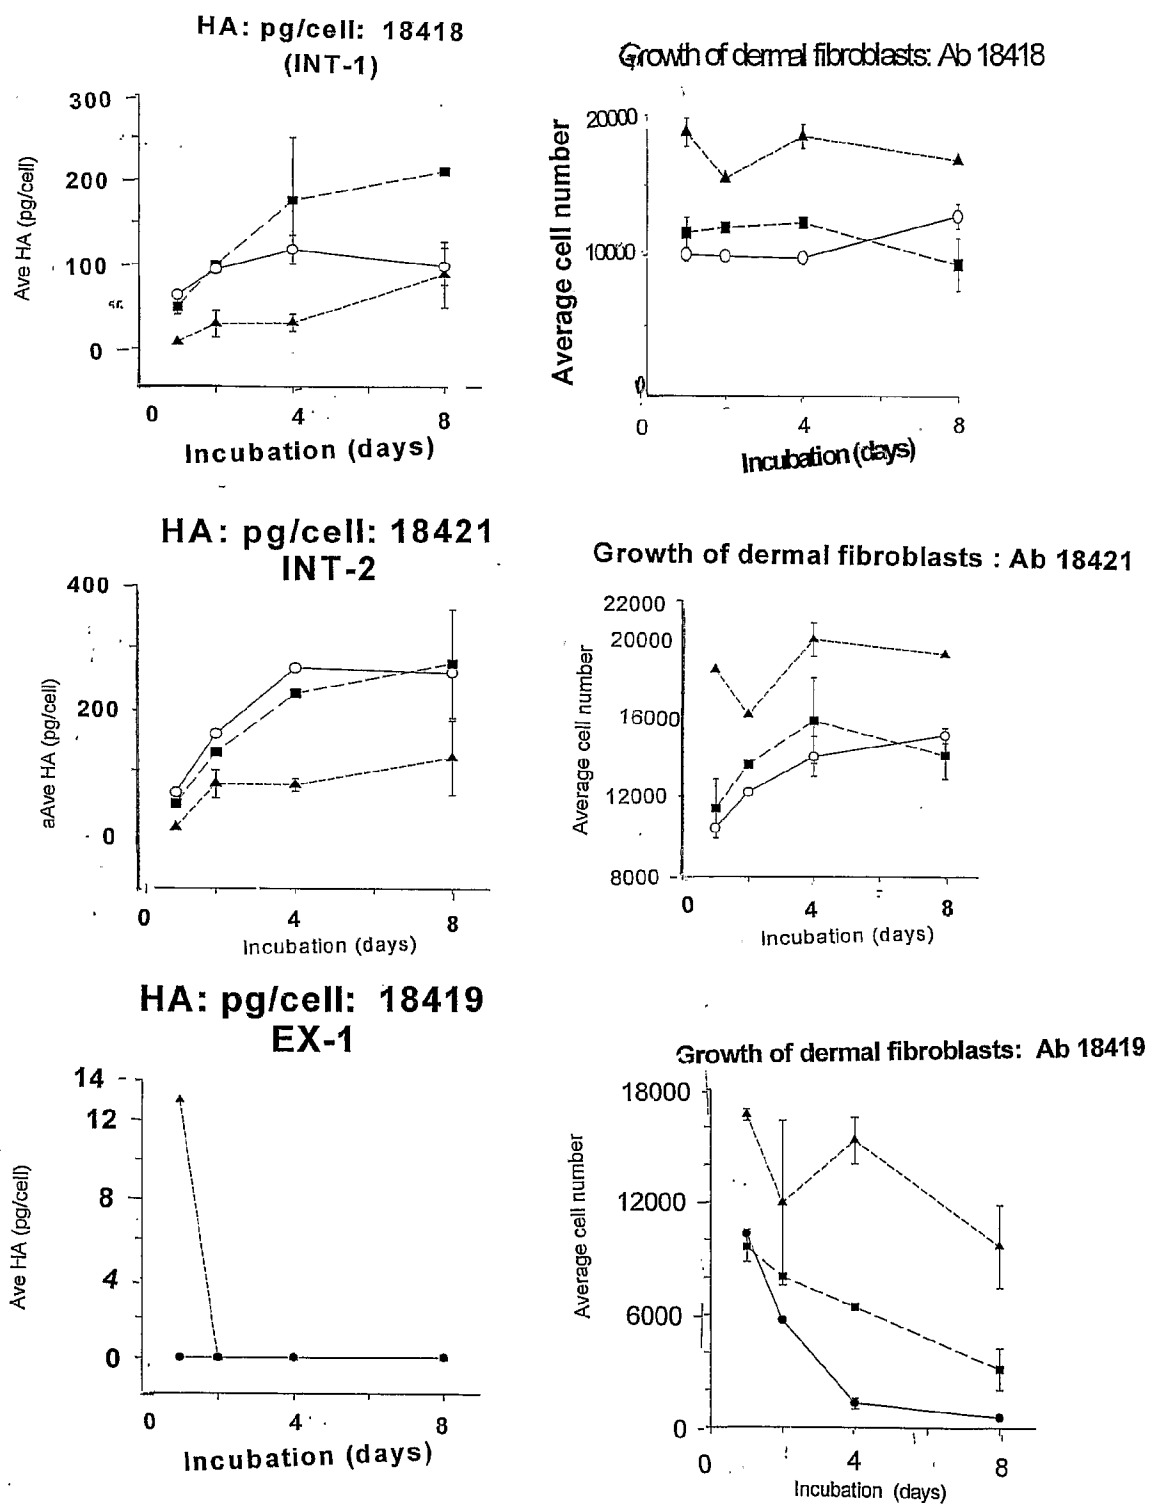 HA: pg/cell: 18418
(INT-1)
300
200
100
0
Ave HA (pg/cell)
0 4 8
Incubation (days)
Growth of dermal fibroblasts: Ab 18418
20000
10000
0
Average cell number
0 4 8
Incubation (days)
HA: pg/cell: 18421
INT-2
400
200
0
aAve HA (pg/cell)
0 4 8
Incubation (days)
Growth of dermal fibroblasts : Ab 18421
22000
20000
16000
12000
8000
Average cell number
0 4 8
Incubation (days)
HA: pg/cell: 18419
EX-1
14
12
8
4
0
Ave HA (pg/cell)
0 4 8
Incubation (days)
Growth of dermal fibroblasts: Ab 18419
18000
12000
6000
0
Average cell number
0 4 8
Incubation (days)